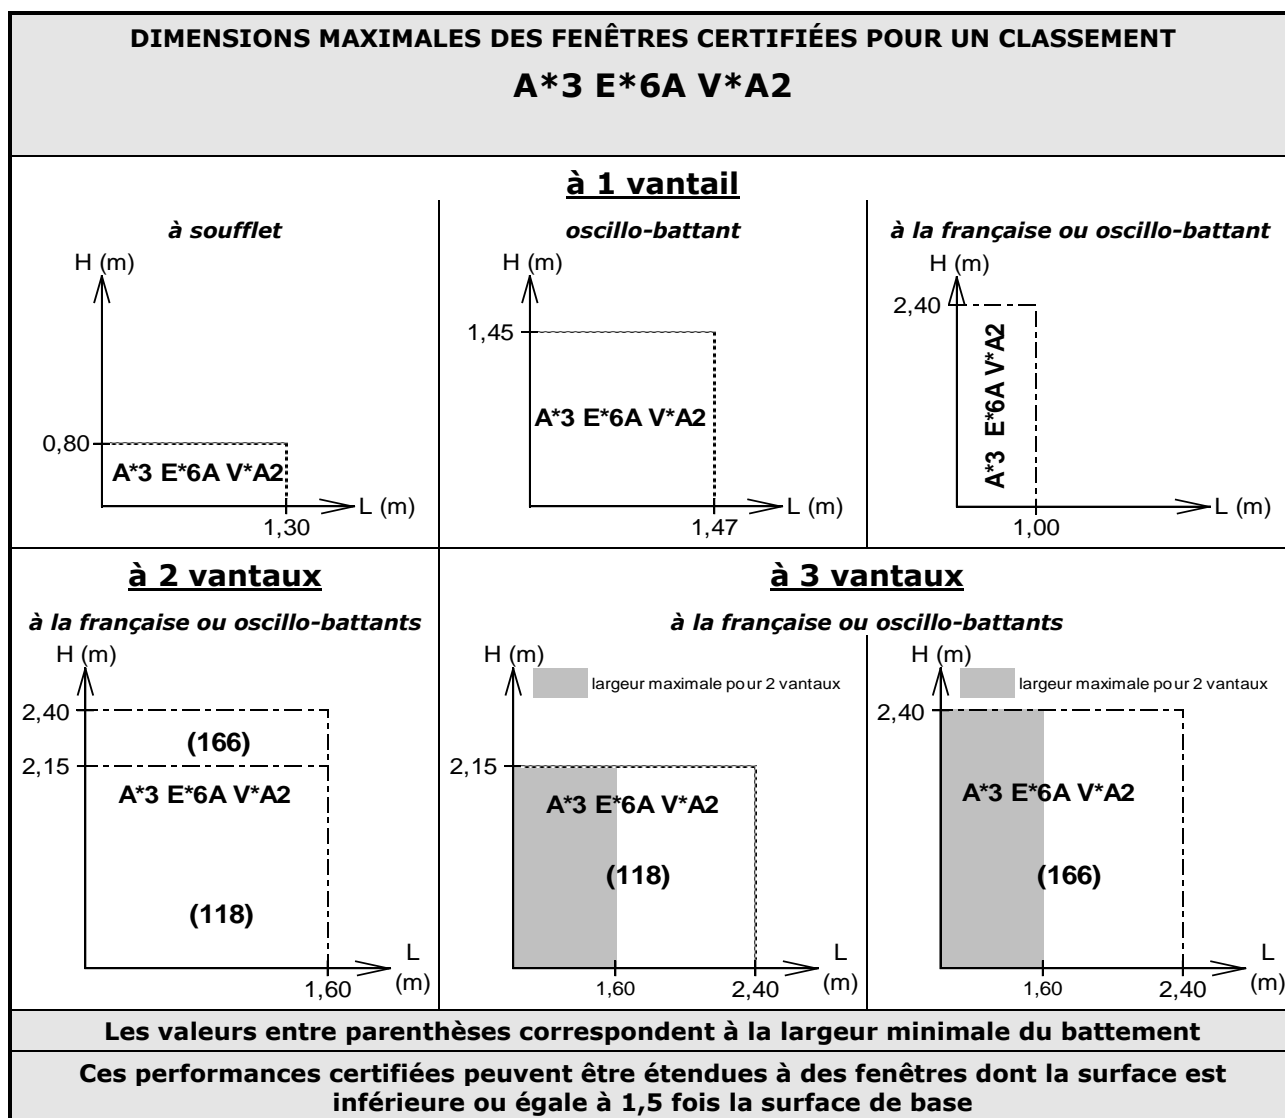 DIMENSIONS MAXIMALES DES FENÊTRES CERTIFIÉES POUR UN CLASSEMENT
A*3 E*6A V*A2
à 1 vantail
à soufflet
H (m)
0,80
A*3 E*6A V*A2
L (m)
1,30
oscillo-battant
H (m)
1,45
A*3 E*6A V*A2
L (m)
1,47
à la française ou oscillo-battant
H (m)
2,40
A*3 E*6A V*A2
L (m)
1,00
à 2 vantaux
à la française ou oscillo-battants
H (m)
2,40
(166)
2,15
A*3 E*6A V*A2
(118)
L
(m)
1,60
à 3 vantaux
à la française ou oscillo-battants
H (m)
largeur maximale pour 2 vantaux
2,15
A*3 E*6A V*A2
(118)
L
(m)
1,60
2,40
H (m)
largeur maximale pour 2 vantaux
2,40
A*3 E*6A V*A2
(166)
L
(m)
1,60
2,40
Les valeurs entre parenthèses correspondent à la largeur minimale du battement
Ces performances certifiées peuvent être étendues à des fenêtres dont la surface est
inférieure ou égale à 1,5 fois la surface de base